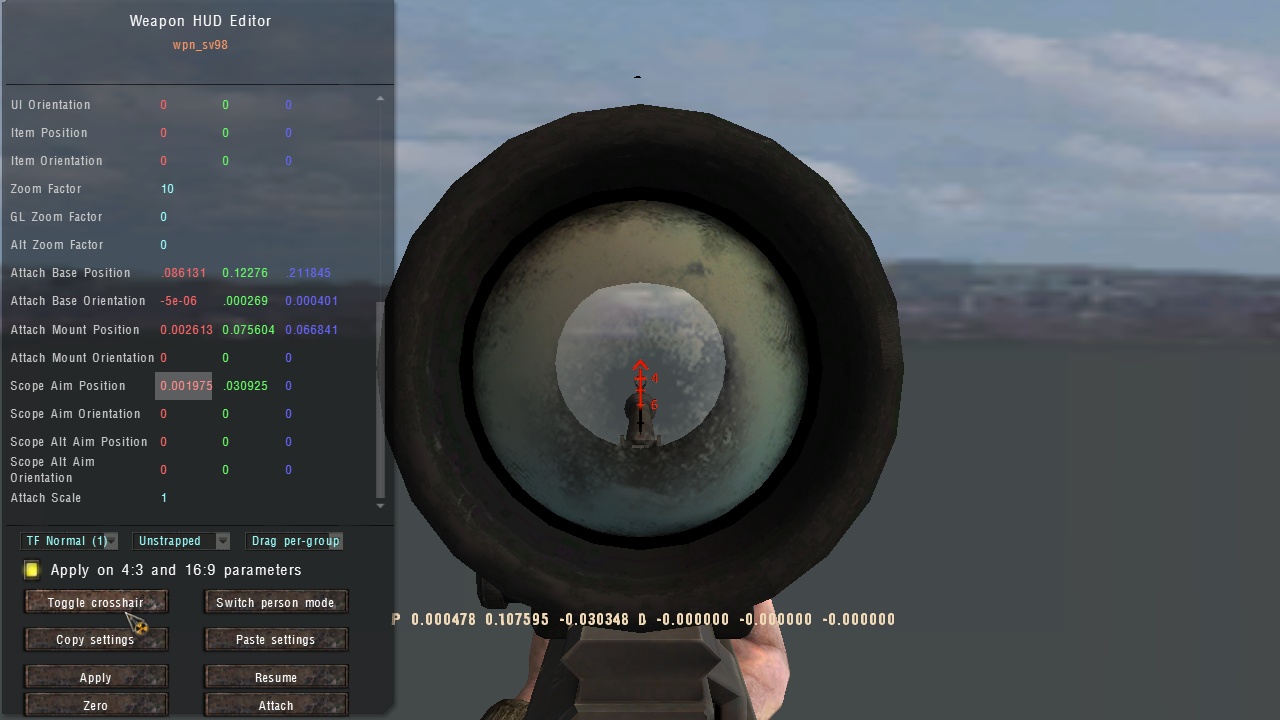 Weapon HUD Editor
wpn_sv98
UI Orientation 0 0 0
Item Position 0 0 0
Item Orientation 0 0 0
Zoom Factor 10
GL Zoom Factor 0
Alt Zoom Factor 0
Attach Base Position .086131 0.12276 .211845
Attach Base Orientation -5e-06 .000269 0.000401
Attach Mount Position 0.002613 0.075604 0.066841
Attach Mount Orientation 0 0 0
Scope Aim Position 0.001975 .030925 0
Scope Aim Orientation 0 0 0
Scope Alt Aim Position 0 0 0
Scope Alt Aim
Orientation 0 0 0
Attach Scale 1
4
6
TF Normal (1) Unstrapped Drag per-group
Apply on 4:3 and 16:9 parameters
Toggle crosshair Switch person mode
P 0.000478 0.107595 -0.030348 D -0.000000 -0.000000 -0.000000
Copy settings Paste settings
Apply Resume
Zero Attach